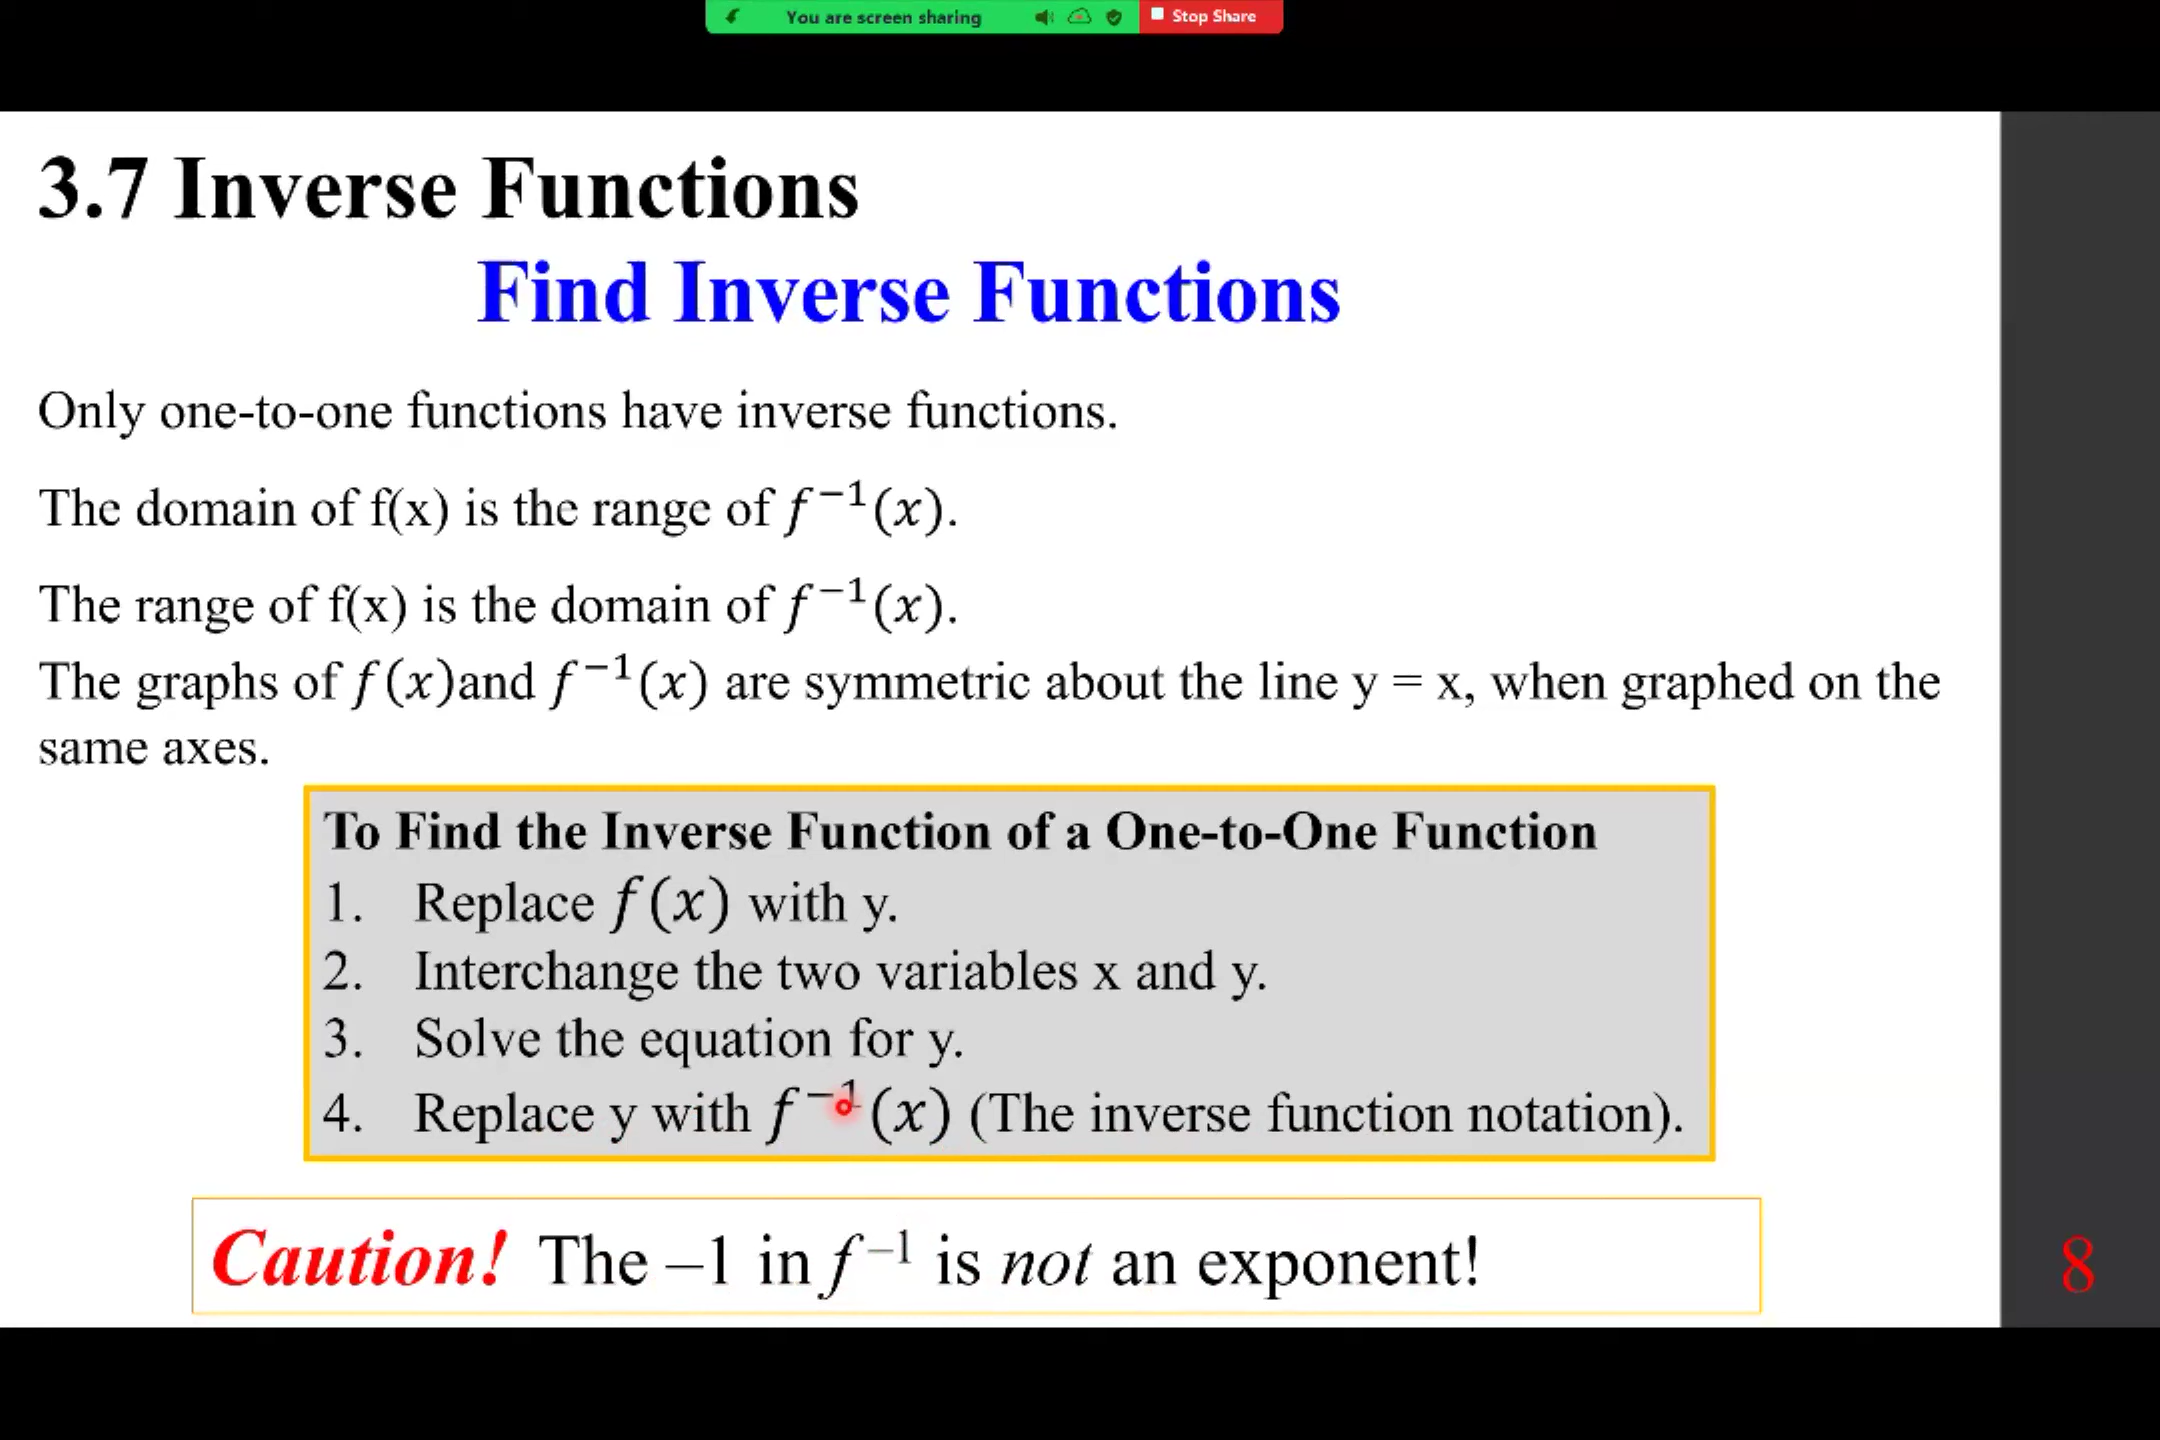 You are screen sharing
Stop Share
3.7 Inverse Functions
Find Inverse Functions
Only one-to-one functions have inverse functions.
The domain of f(x) is the range of f⁻¹(x).
The range of f(x) is the domain of f⁻¹(x).
The graphs of f(x)and f⁻¹(x) are symmetric about the line y = x, when graphed on the
same axes.
To Find the Inverse Function of a One-to-One Function
1. Replace f(x) with y.
2. Interchange the two variables x and y.
3. Solve the equation for y.
4. Replace y with f⁻¹(x) (The inverse function notation).
Caution! The –1 in f⁻¹ is not an exponent!
8